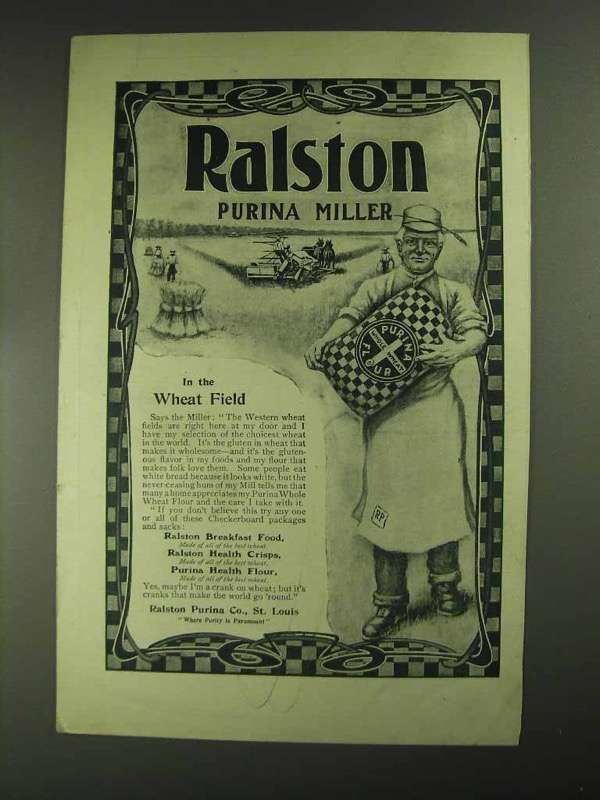 Ralston
PURINA MILLER
PURINA
WHOLE WHEAT
FLOUR
RP
In the
Wheat Field
Says the Miller: "The Western wheat
fields are right here at my door and I
have my selection of the choicest wheat
in the world. It's the gluten in wheat that
makes it wholesome—and it's the gluten-
ous flavor in my foods and my flour that
makes folk love them. Some people eat
white bread because it looks white, but the
never ceasing hum of my Mill tells me that
many a home appreciates my Purina Whole
Wheat Flour and the care I take with it.
"If you don't believe this try any one
or all of these Checkerboard packages
and sacks:
Ralston Breakfast Food,
Made of all of the best wheat.
Ralston Health Crisps,
Made of all of the best wheat.
Purina Health Flour,
Made of all of the best wheat.
Yes, maybe I'm a crank on wheat; but it's
cranks that make the world go 'round."
Ralston Purina Co., St. Louis
"Where Purity is Paramount"